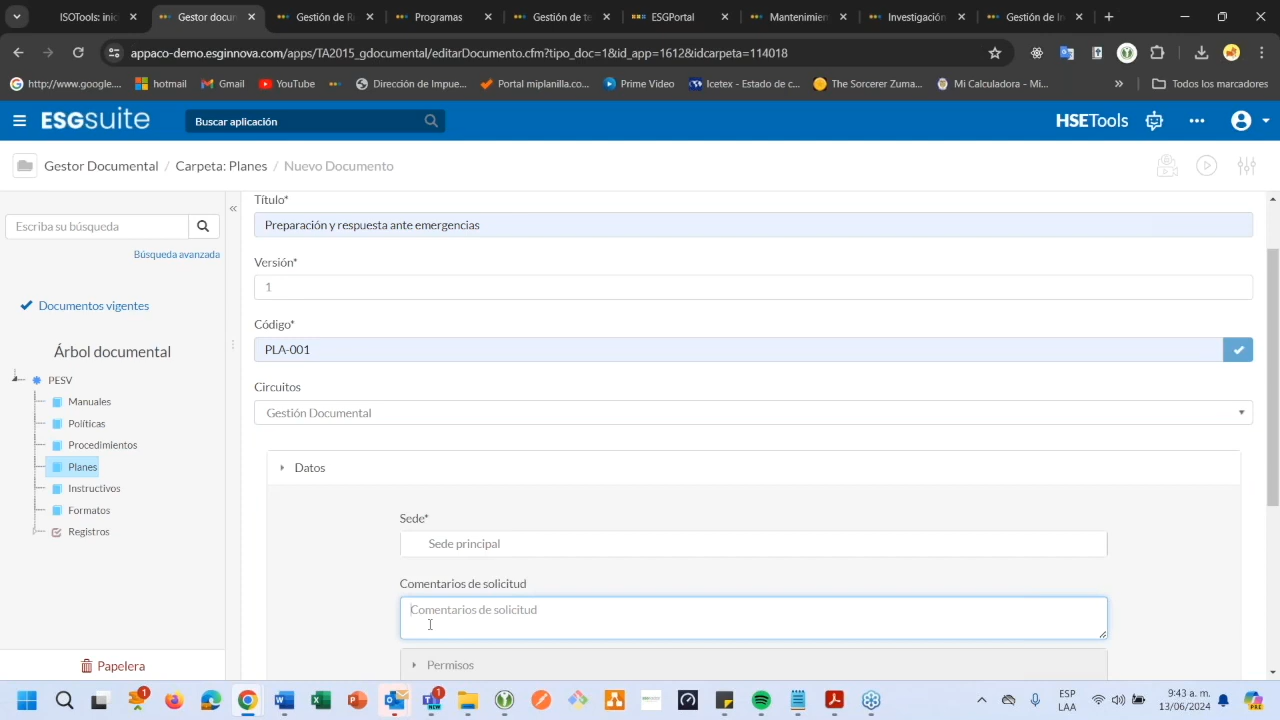 ISOTools: inic
Gestor docum
Gestión de R
Programas
Gestión de te
ESGPortal
Mantenimien
Investigación
Gestión de In
appaco-demo.esginnova.com/apps/TA2015_gdocumental/editarDocumento.cfm?tipo_doc=1&id_app=1612&idcarpeta=114018
http://www.google....
hotmail
Gmail
YouTube
Dirección de Impue...
Portal miplanilla.co...
Prime Video
Icetex - Estado de c...
The Sorcerer Zuma...
Mi Calculadora - Mi...
»
Todos los marcadores
ESGsuite
Buscar aplicación
HSETools
Gestor Documental / Carpeta: Planes / Nuevo Documento
Escriba su búsqueda
Búsqueda avanzada
Documentos vigentes
Árbol documental
PESV
Manuales
Políticas
Procedimientos
Planes
Instructivos
Formatos
Registros
Papelera
«
Título*
Preparación y respuesta ante emergencias
Versión*
1
Código*
PLA-001
Circuitos
Gestión Documental
Datos
Sede*
Sede principal
Comentarios de solicitud
Comentarios de solicitud
Permisos
1
1
ESP
LAA
9:43 a. m.
13/06/2024